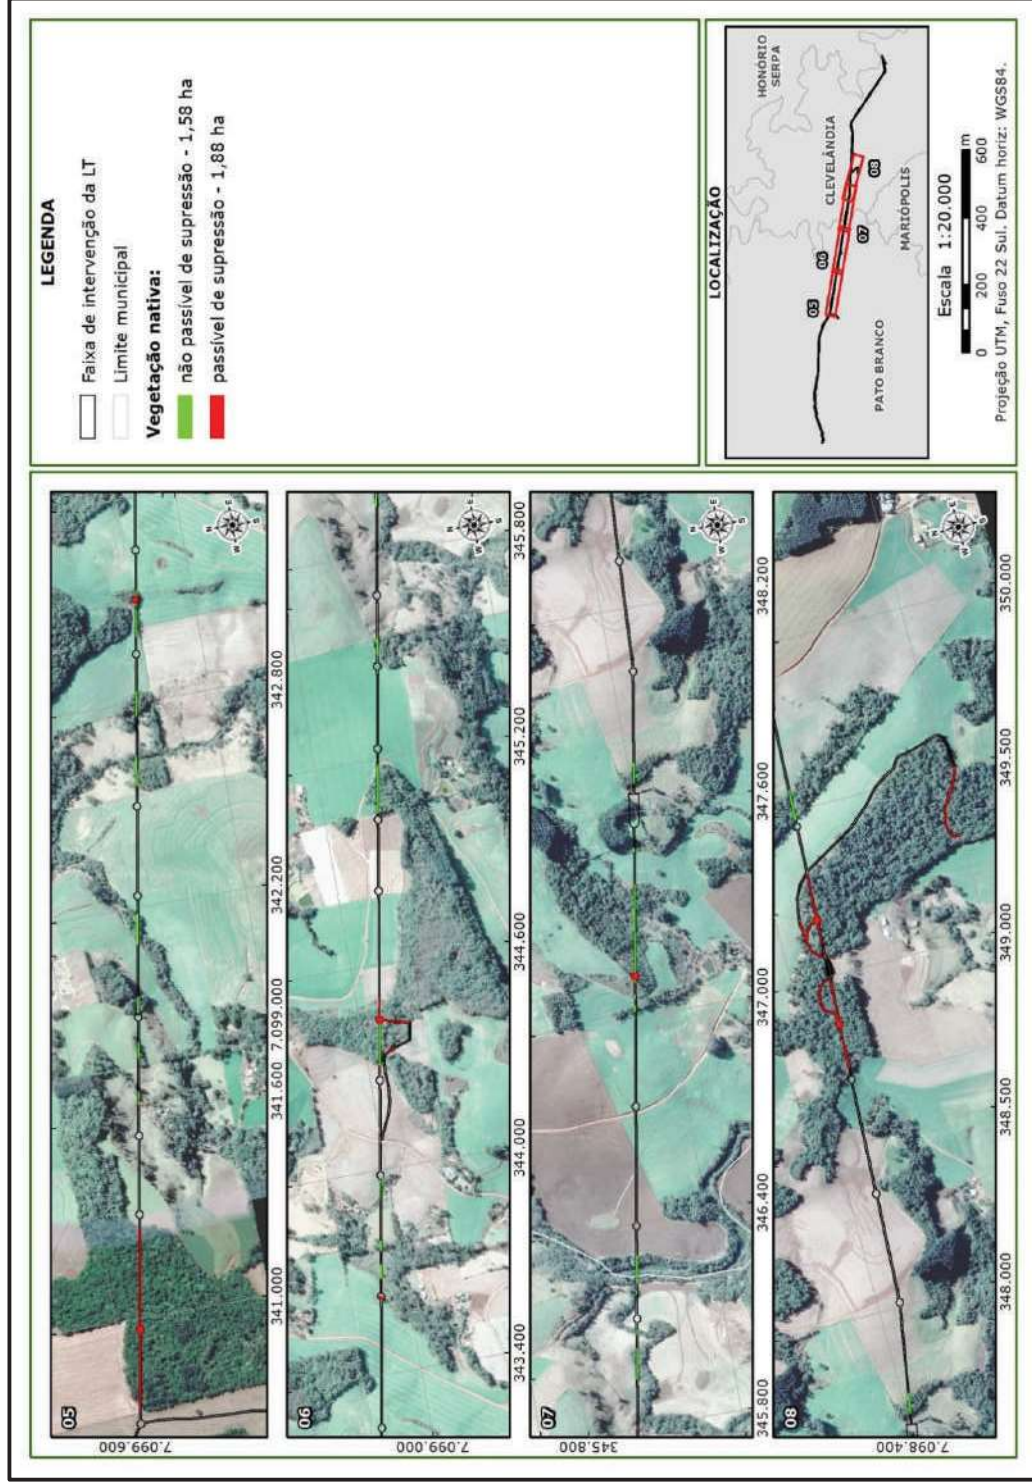 LEGENDA
Faixa de intervenção da LT
Limite municipal
Vegetação nativa:
não passível de supressão - 1,58 ha
passível de supressão - 1,88 ha
LOCALIZAÇÃO
HONÓRIO
SERPA
CLEVELÂNDIA
MARIÓPOLIS
PATO BRANCO
05
06
07
08
Escala 1:20.000
0 200 400 600 m
Projeção UTM, Fuso 22 Sul. Datum horiz: WGS84.
05
7.099.600
N
E
S
W
341.000
341.600
7.099.000
342.200
342.800
06
7.099.000
N
E
S
W
343.400
344.000
344.600
345.200
345.800
07
345.800
N
E
S
W
345.800
346.400
347.000
347.600
348.200
08
7.098.400
N
E
S
W
348.000
348.500
349.000
349.500
350.000